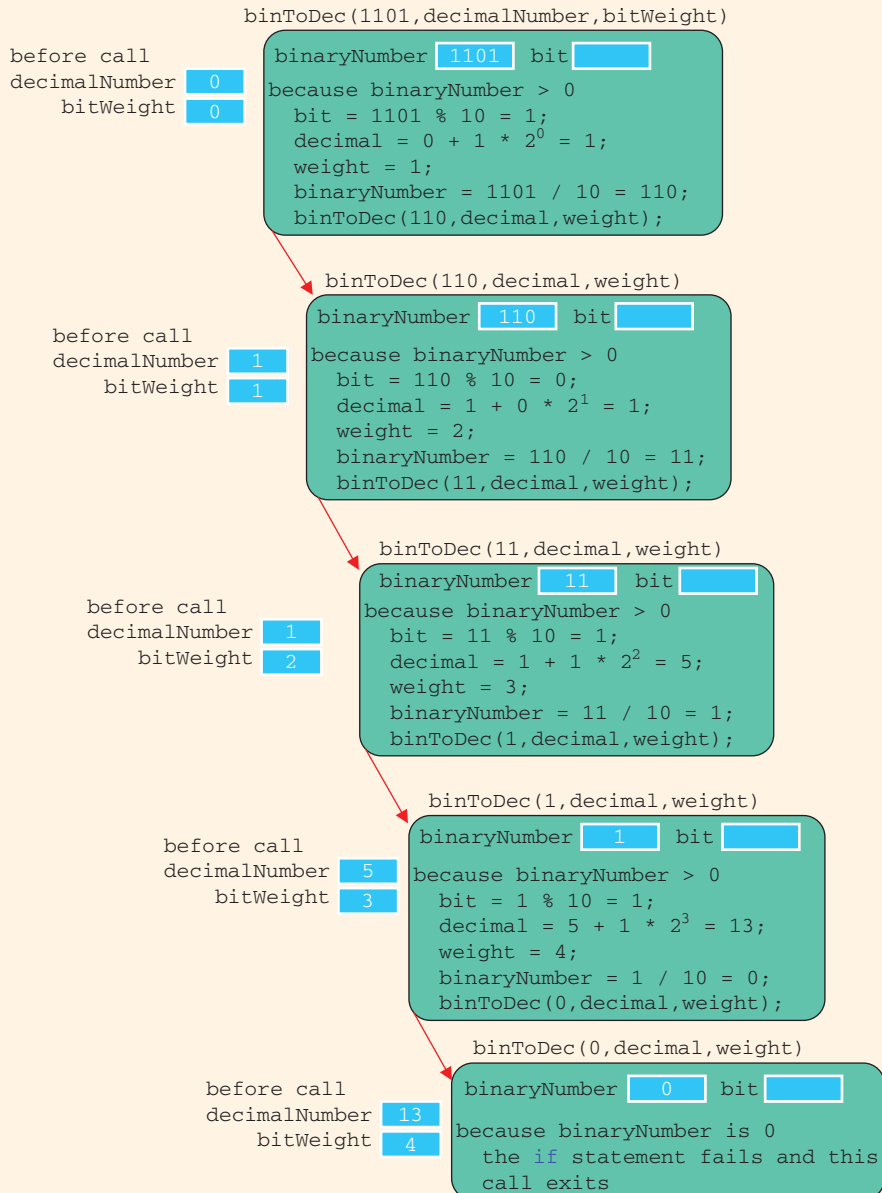 binToDec(1101,decimalNumber,bitWeight)
before call
decimalNumber 0
bitWeight 0
binaryNumber 1101 bit
because binaryNumber > 0
bit = 1101 % 10 = 1;
decimal = 0 + 1 * 2^0 = 1;
weight = 1;
binaryNumber = 1101 / 10 = 110;
binToDec(110,decimal,weight);
binToDec(110,decimal,weight)
before call
decimalNumber 1
bitWeight 1
binaryNumber 110 bit
because binaryNumber > 0
bit = 110 % 10 = 0;
decimal = 1 + 0 * 2^1 = 1;
weight = 2;
binaryNumber = 110 / 10 = 11;
binToDec(11,decimal,weight);
binToDec(11,decimal,weight)
before call
decimalNumber 1
bitWeight 2
binaryNumber 11 bit
because binaryNumber > 0
bit = 11 % 10 = 1;
decimal = 1 + 1 * 2^2 = 5;
weight = 3;
binaryNumber = 11 / 10 = 1;
binToDec(1,decimal,weight);
binToDec(1,decimal,weight)
before call
decimalNumber 5
bitWeight 3
binaryNumber 1 bit
because binaryNumber > 0
bit = 1 % 10 = 1;
decimal = 5 + 1 * 2^3 = 13;
weight = 4;
binaryNumber = 1 / 10 = 0;
binToDec(0,decimal,weight);
binToDec(0,decimal,weight)
before call
decimalNumber 13
bitWeight 4
binaryNumber 0 bit
because binaryNumber is 0
the if statement fails and this
call exits